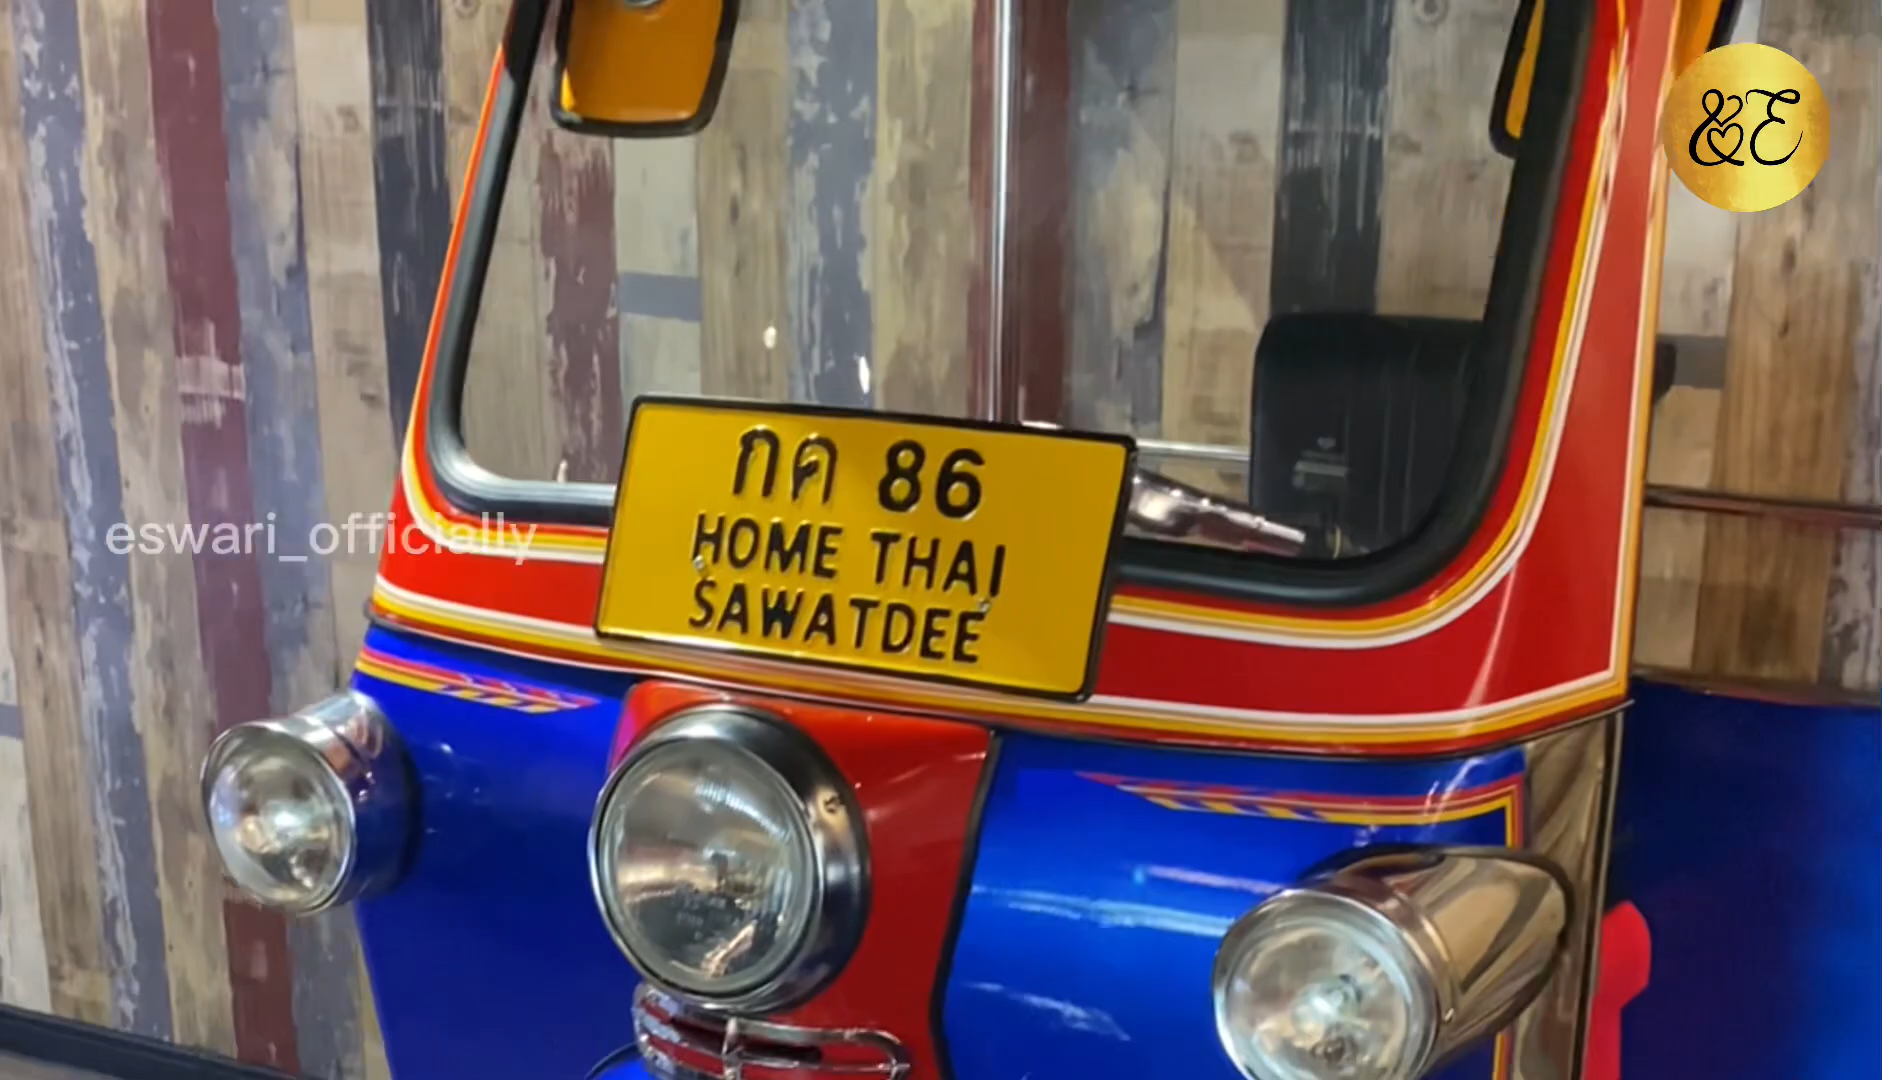 &E
กค 86
HOME THAI
SAWATDEE
eswari_officially